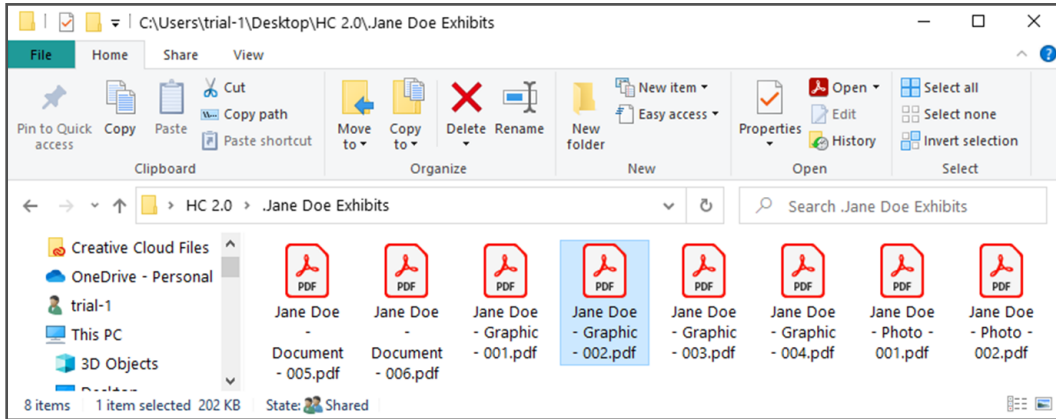 C:\Users\trial-1\Desktop\HC 2.0\.Jane Doe Exhibits
File Home Share View
Pin to Quick access
Copy
Paste
Cut
Copy path
Paste shortcut
Clipboard
Move to
Copy to
Delete
Rename
Organize
New folder
New item
Easy access
New
Properties
Open
Edit
History
Open
Select all
Select none
Invert selection
Select
HC 2.0 > .Jane Doe Exhibits
Search .Jane Doe Exhibits
Creative Cloud Files
OneDrive - Personal
trial-1
This PC
3D Objects
PDF
Jane Doe
-
Document
- 005.pdf
PDF
Jane Doe
-
Document
- 006.pdf
PDF
Jane Doe
- Graphic
- 001.pdf
PDF
Jane Doe
- Graphic
- 002.pdf
PDF
Jane Doe
- Graphic
- 003.pdf
PDF
Jane Doe
- Graphic
- 004.pdf
PDF
Jane Doe
- Photo -
001.pdf
PDF
Jane Doe
- Photo -
002.pdf
8 items 1 item selected 202 KB State: Shared